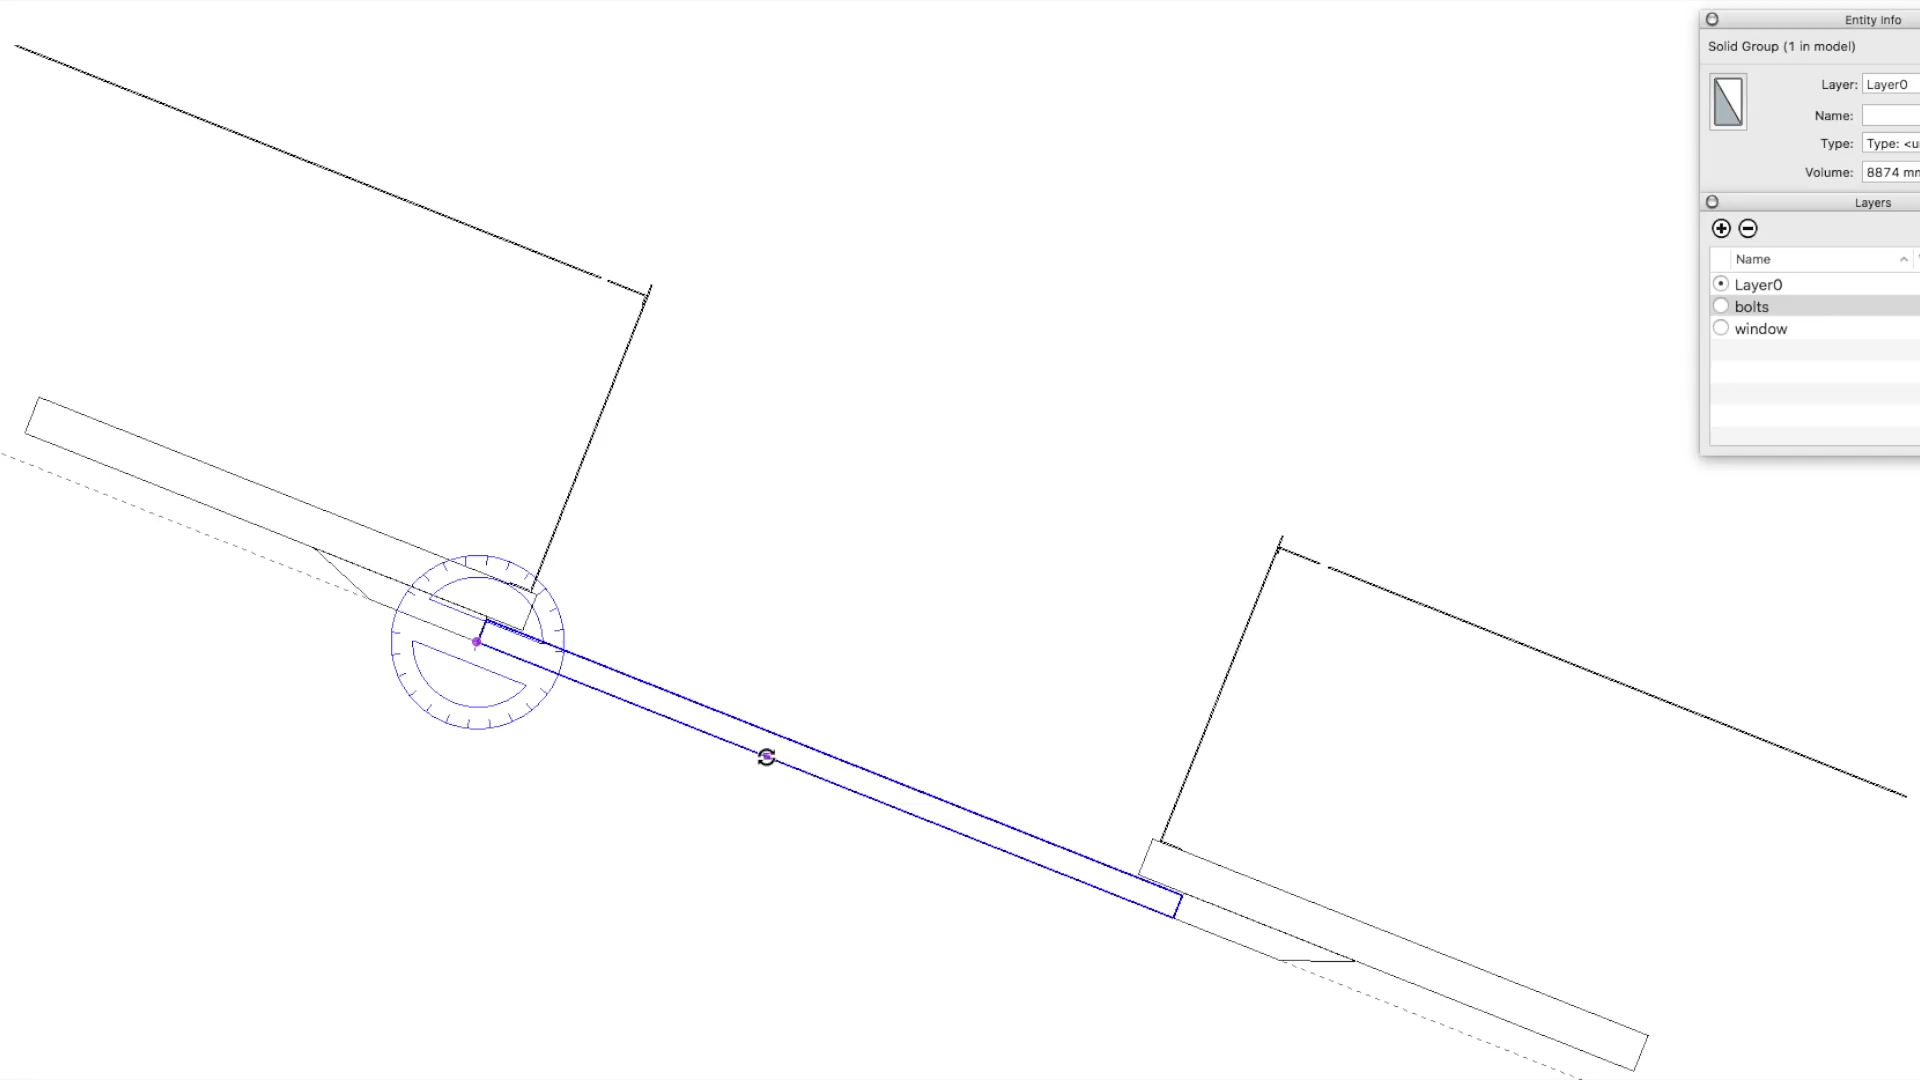 Entity Info
Solid Group (1 in model)
Layer: Layer0
Name:
Type: Type: <u
Volume: 8874 mm
Layers
Name
Layer0
bolts
window